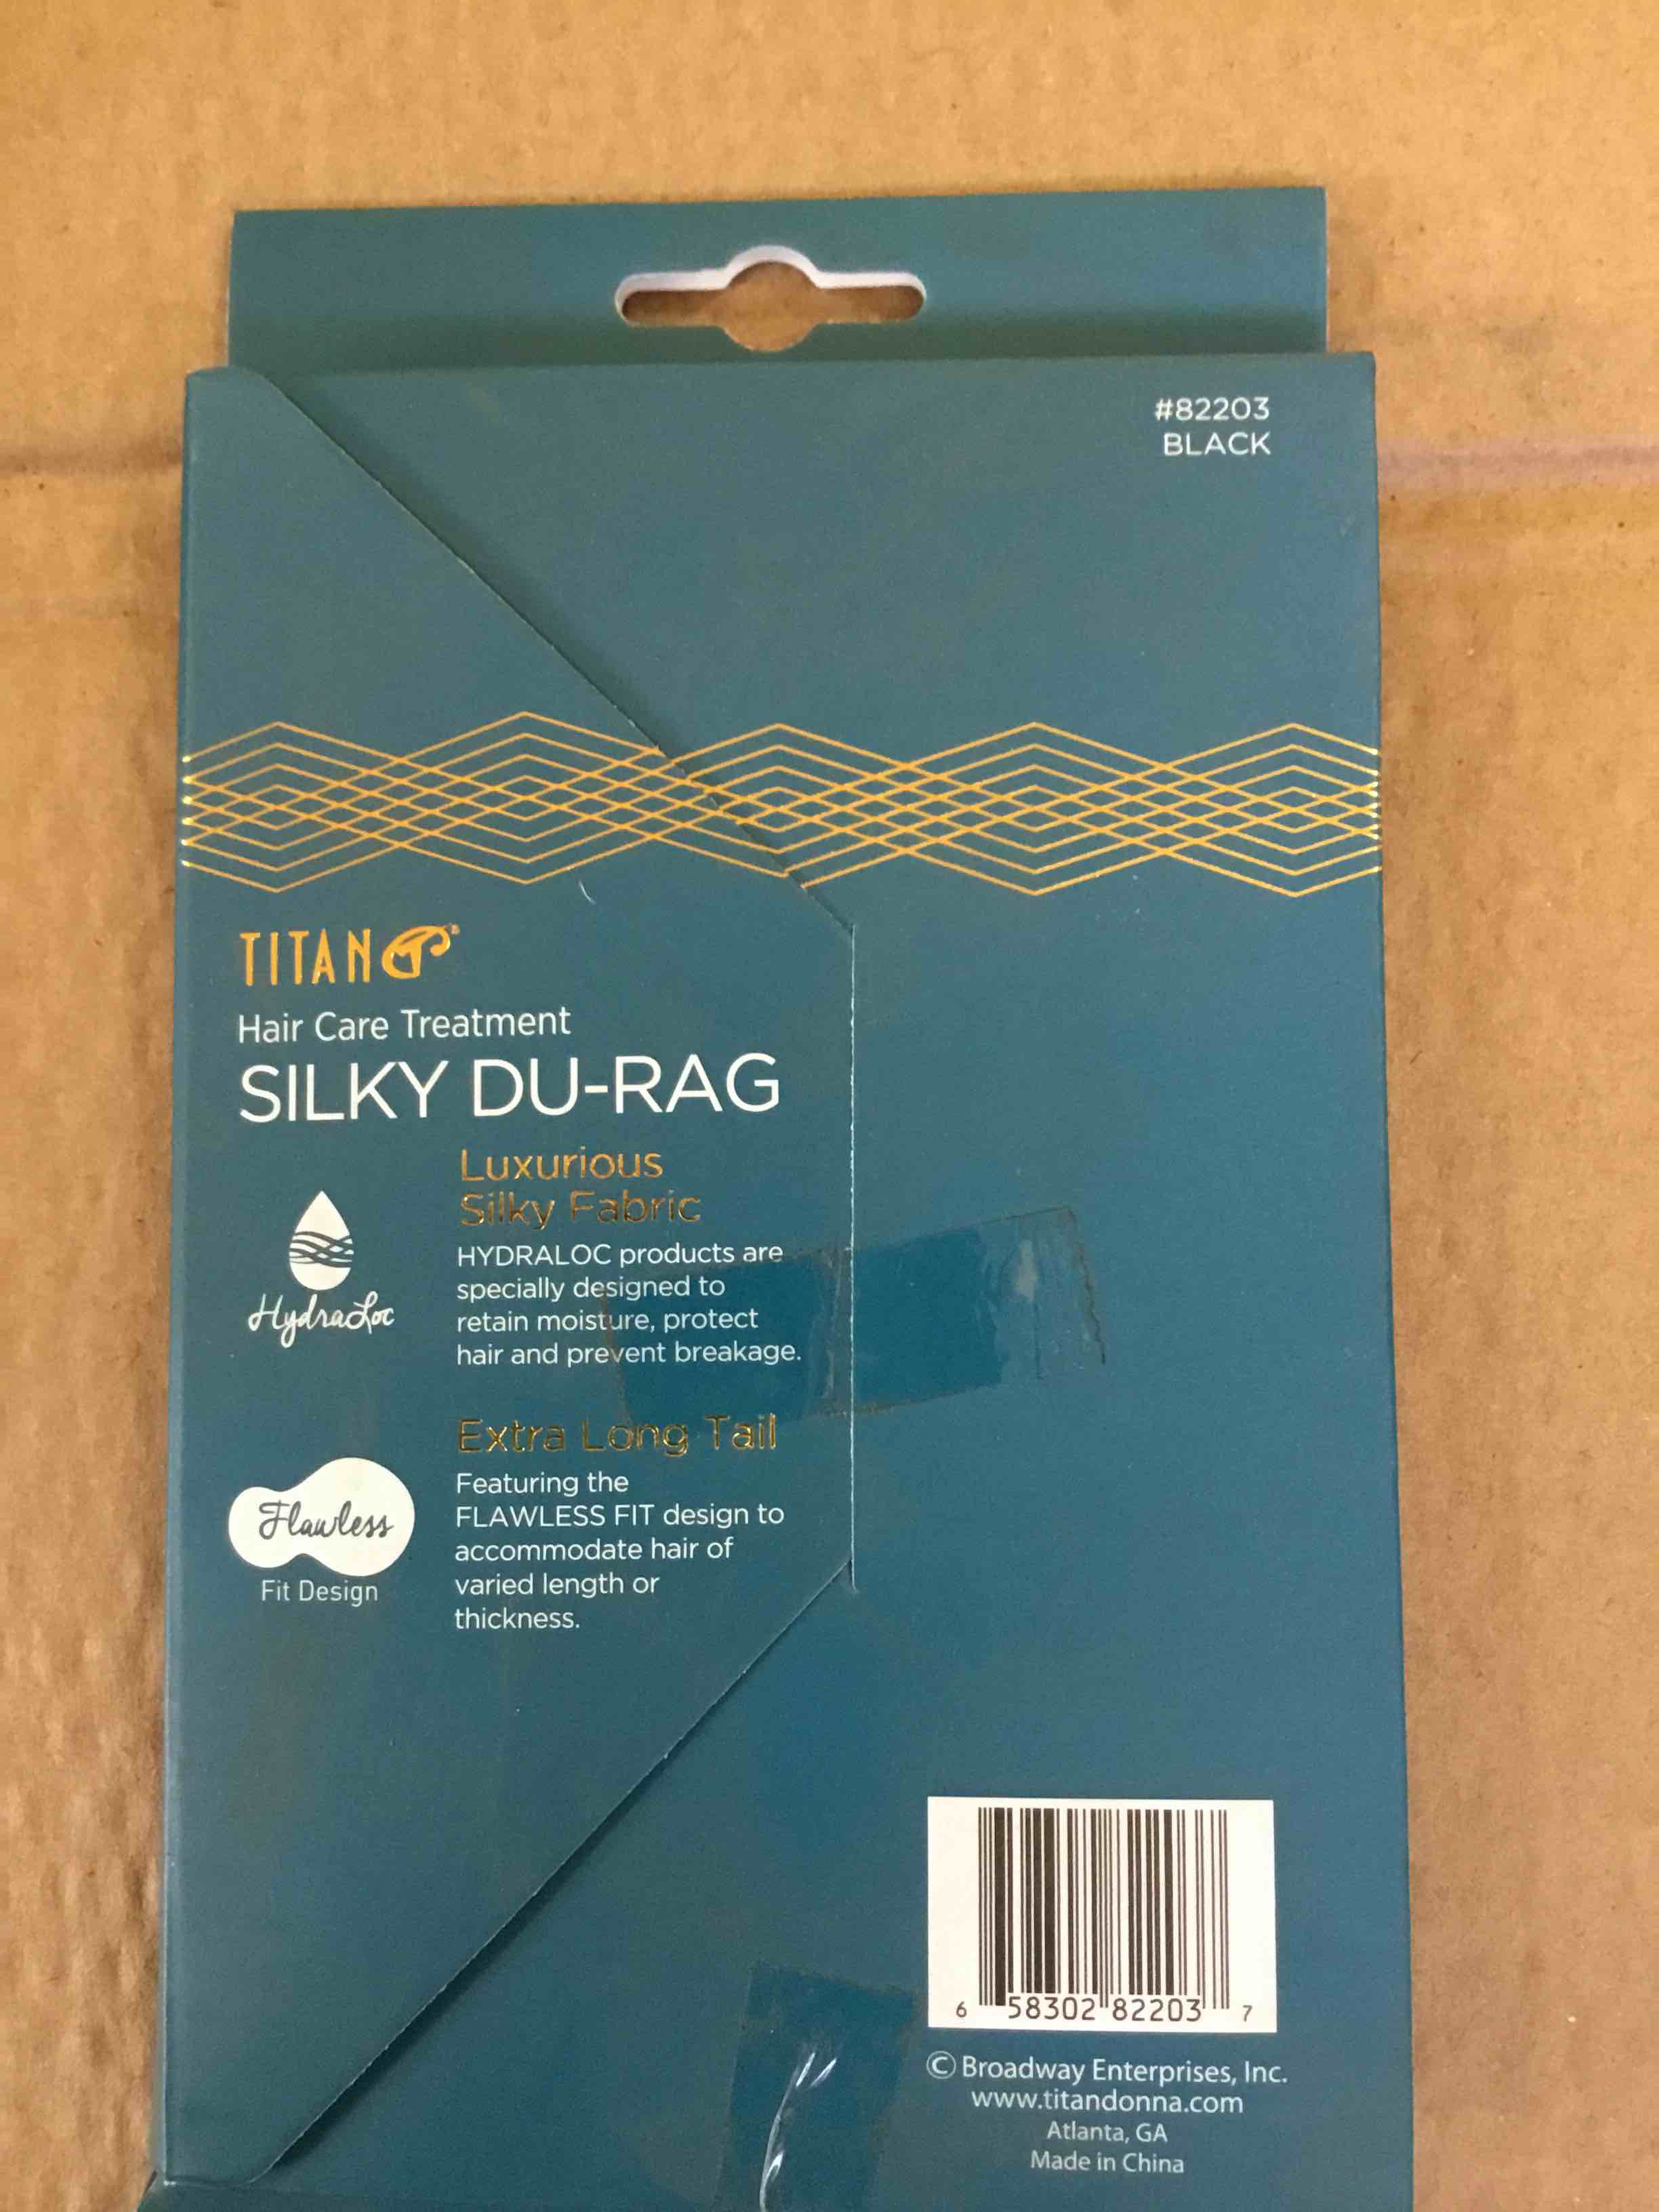 #82203
BLACK
TITAN
Hair Care Treatment
SILKY DU-RAG
Luxurious
Silky Fabric
HYDRALOC products are
specially designed to
retain moisture, protect
hair and prevent breakage.
HydraLoc
Extra Long Tail
Featuring the
FLAWLESS FIT design to
accommodate hair of
varied length or
thickness.
Flawless
Fit Design
6 58302 82203 7
© Broadway Enterprises, Inc.
www.titandonna.com
Atlanta, GA
Made in China